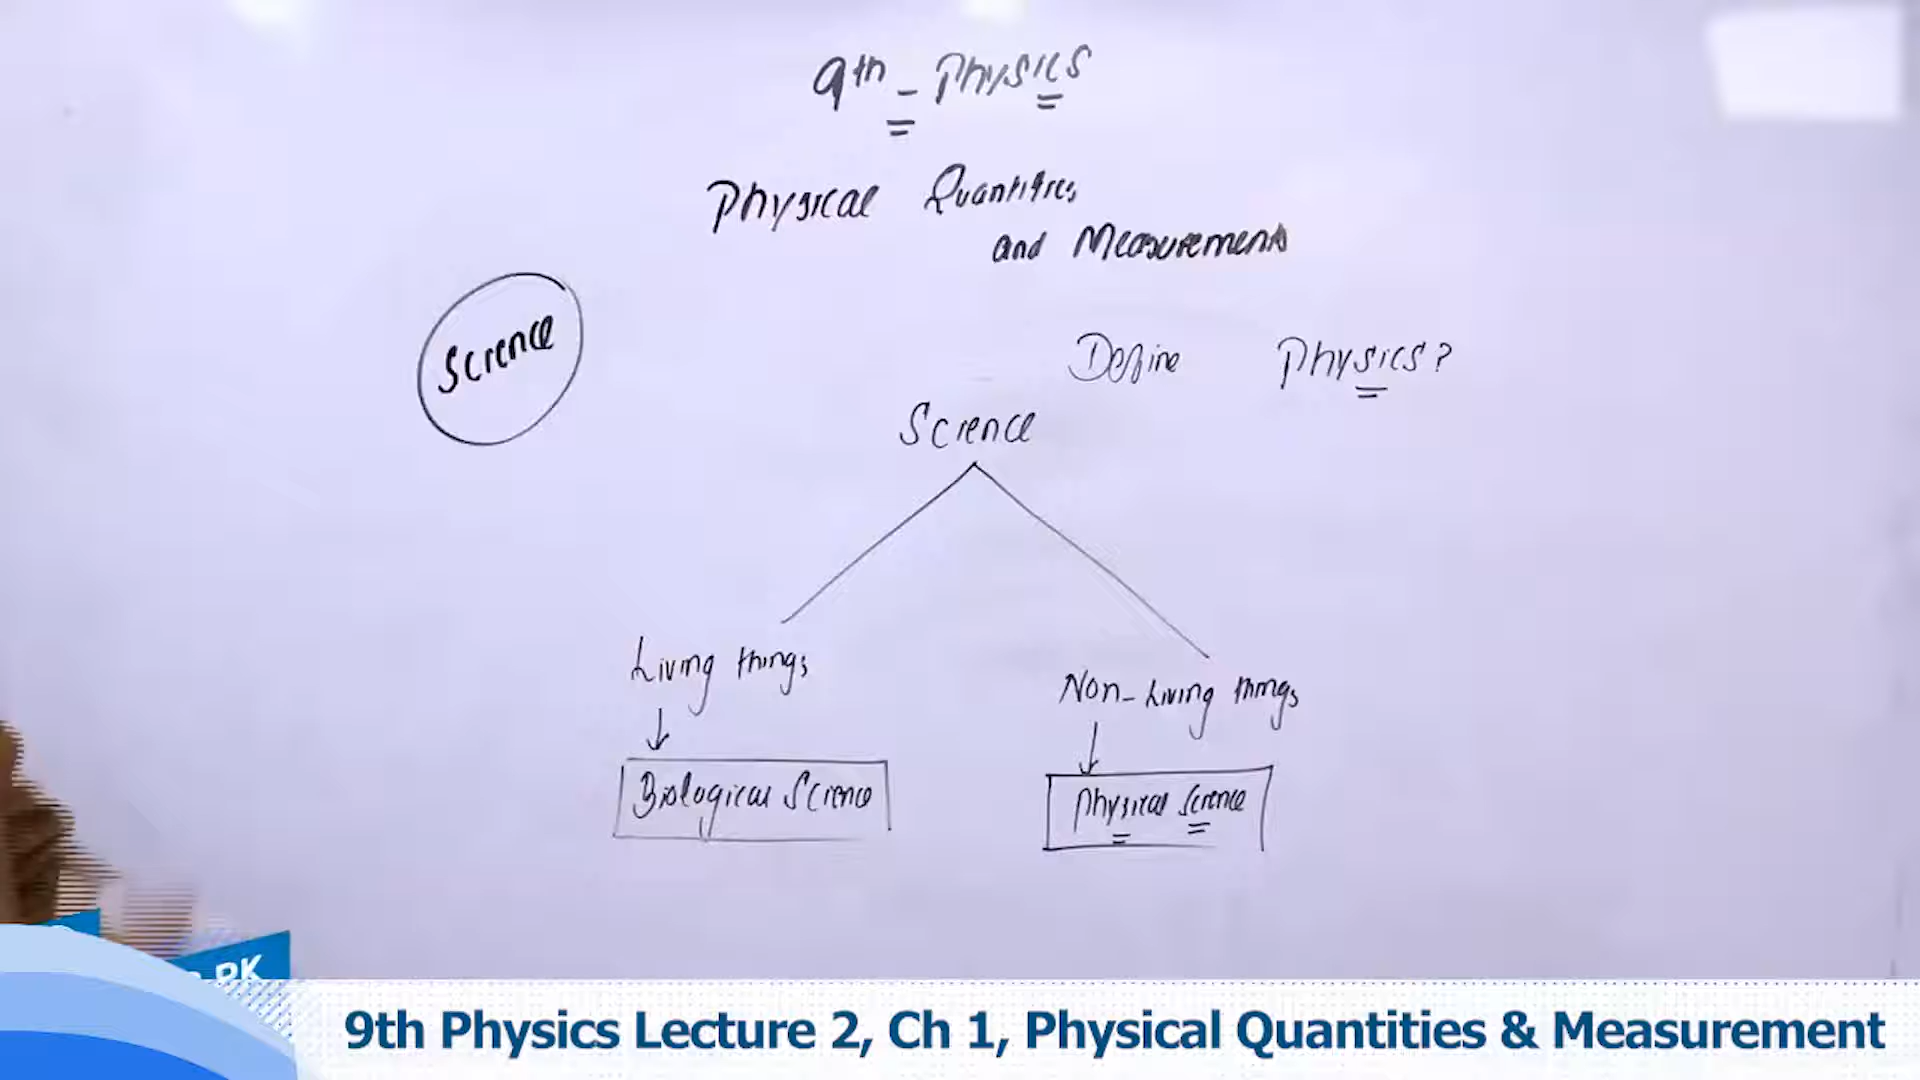 9th - Physics
Physical Quantities
and Measurements
Science
Define Physics?
Science
Living things
Non-Living things
Biological Science
Physical Science
PK
9th Physics Lecture 2, Ch 1, Physical Quantities & Measurement